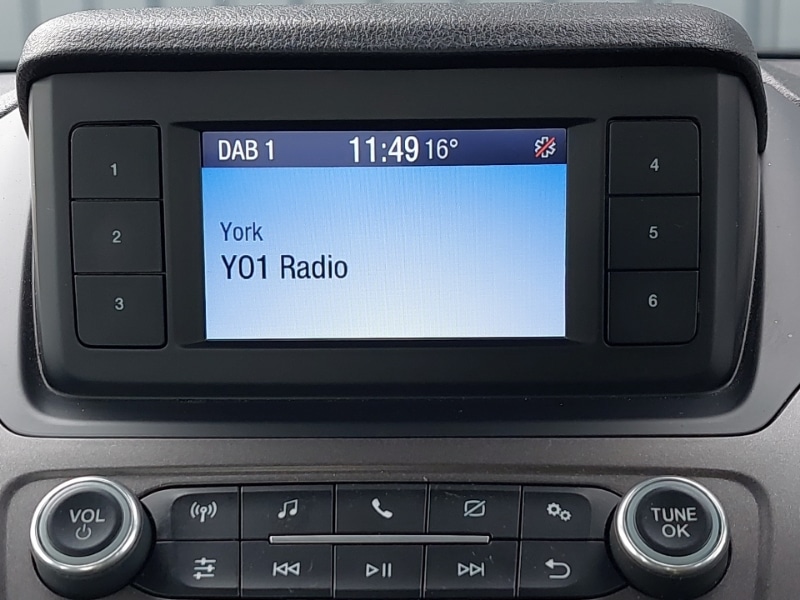 DAB 1 11:49 16°
York
YO1 Radio
1
2
3
4
5
6
VOL
TUNE
OK